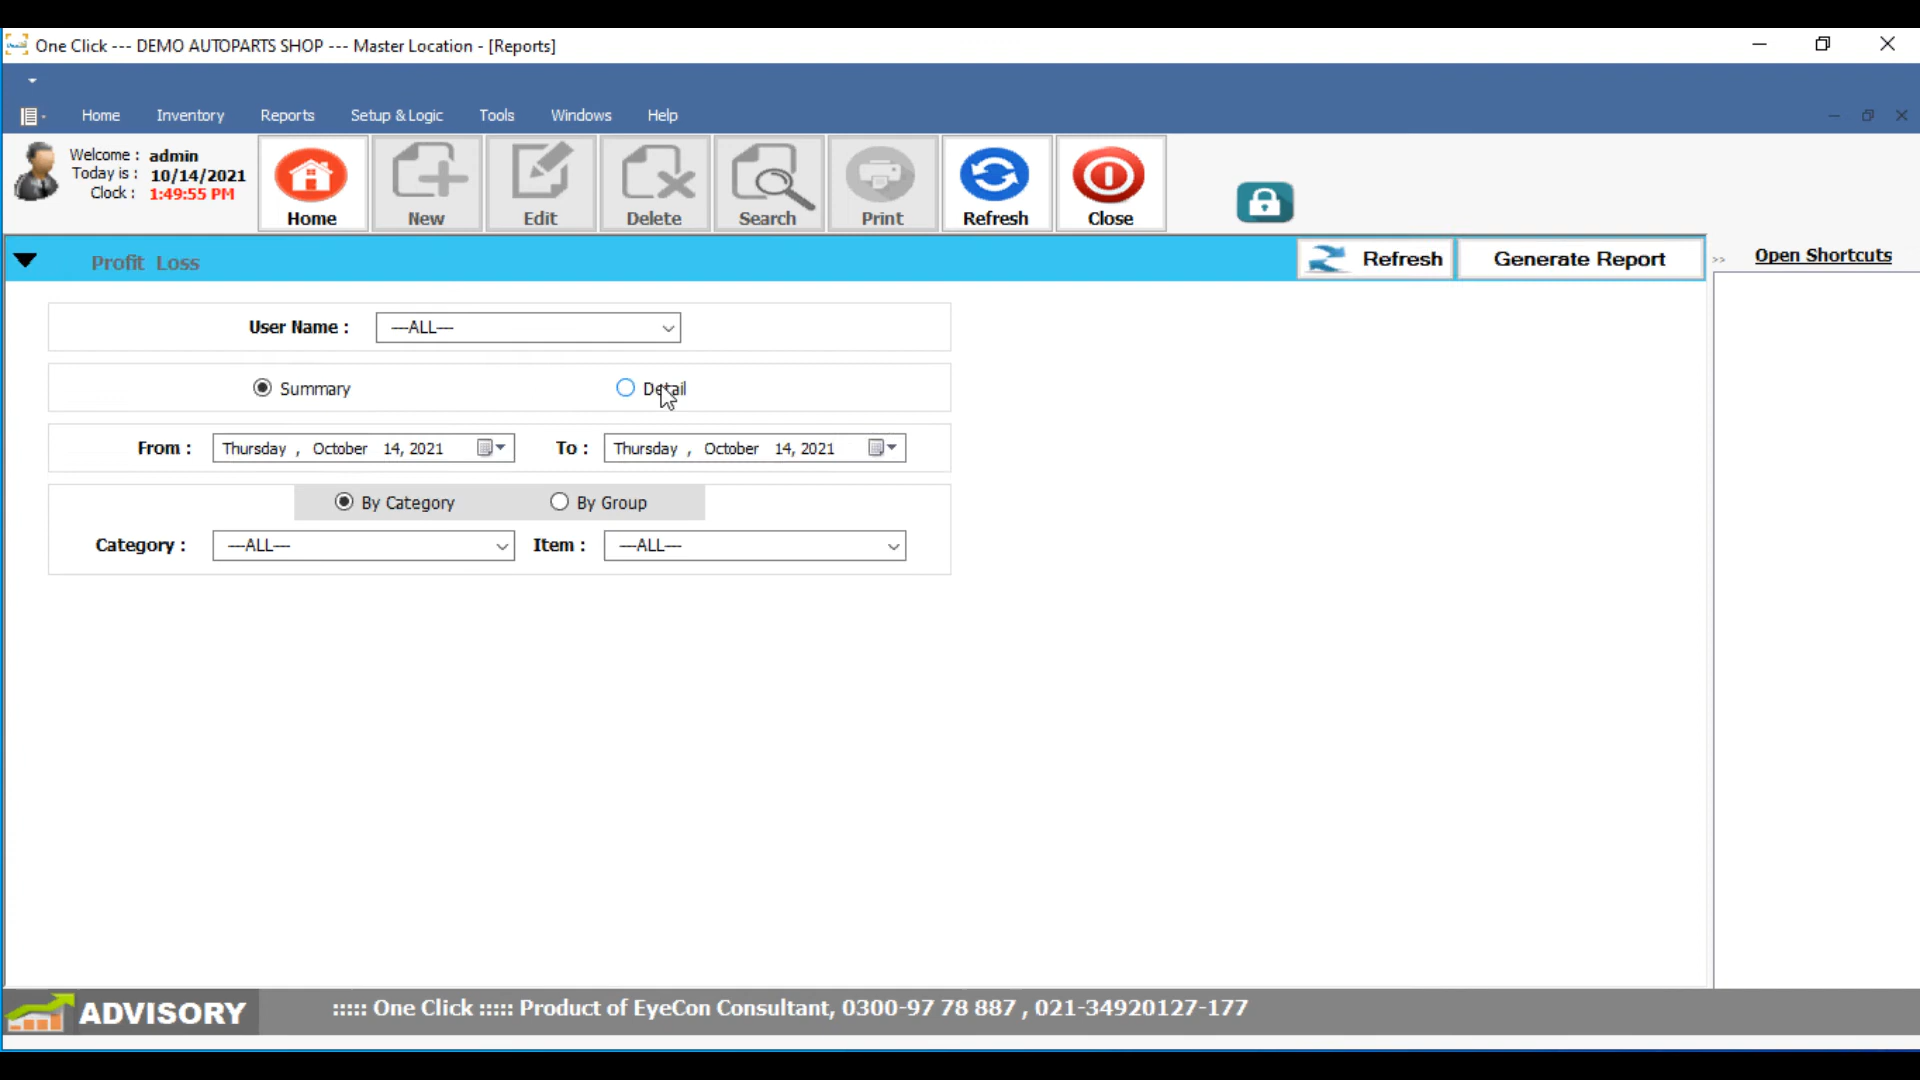 One Click --- DEMO AUTOPARTS SHOP --- Master Location - [Reports]
Home Inventory Reports Setup & Logic Tools Windows Help
Welcome : admin
Today is : 10/14/2021
Clock : 1:49:55 PM
Home New Edit Delete Search Print Refresh Close
Profit Loss Refresh Generate Report >> Open Shortcuts
User Name : ---ALL---
Summary Detail
From : Thursday , October 14, 2021 To : Thursday , October 14, 2021
By Category By Group
Category : ---ALL--- Item : ---ALL---
ADVISORY ::::: One Click ::::: Product of EyeCon Consultant, 0300-97 78 887 , 021-34920127-177